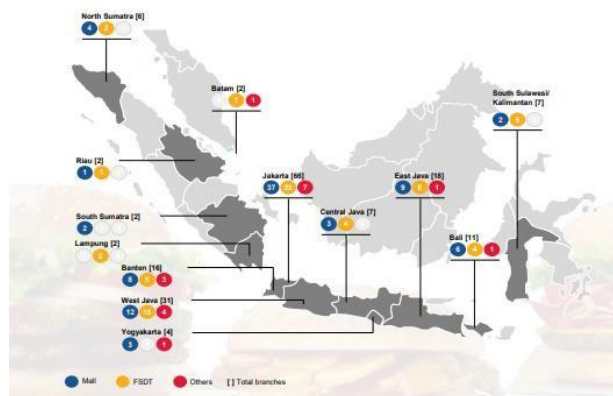 North Sumatra [6]
4 2
Batam [2]
1 1
South Sulawesi/
Kalimantan [7]
2 5
Riau [2]
1 1
Jakarta [66]
37 22 7
East Java [18]
9 8 1
South Sumatra [2]
2
Central Java [7]
3 4
Lampung [2]
2
Bali [11]
6 4 1
Banten [16]
8 5 3
West Java [31]
12 15 4
Yogyakarta [4]
3 1
Mall FSDT Others [ ] Total branches